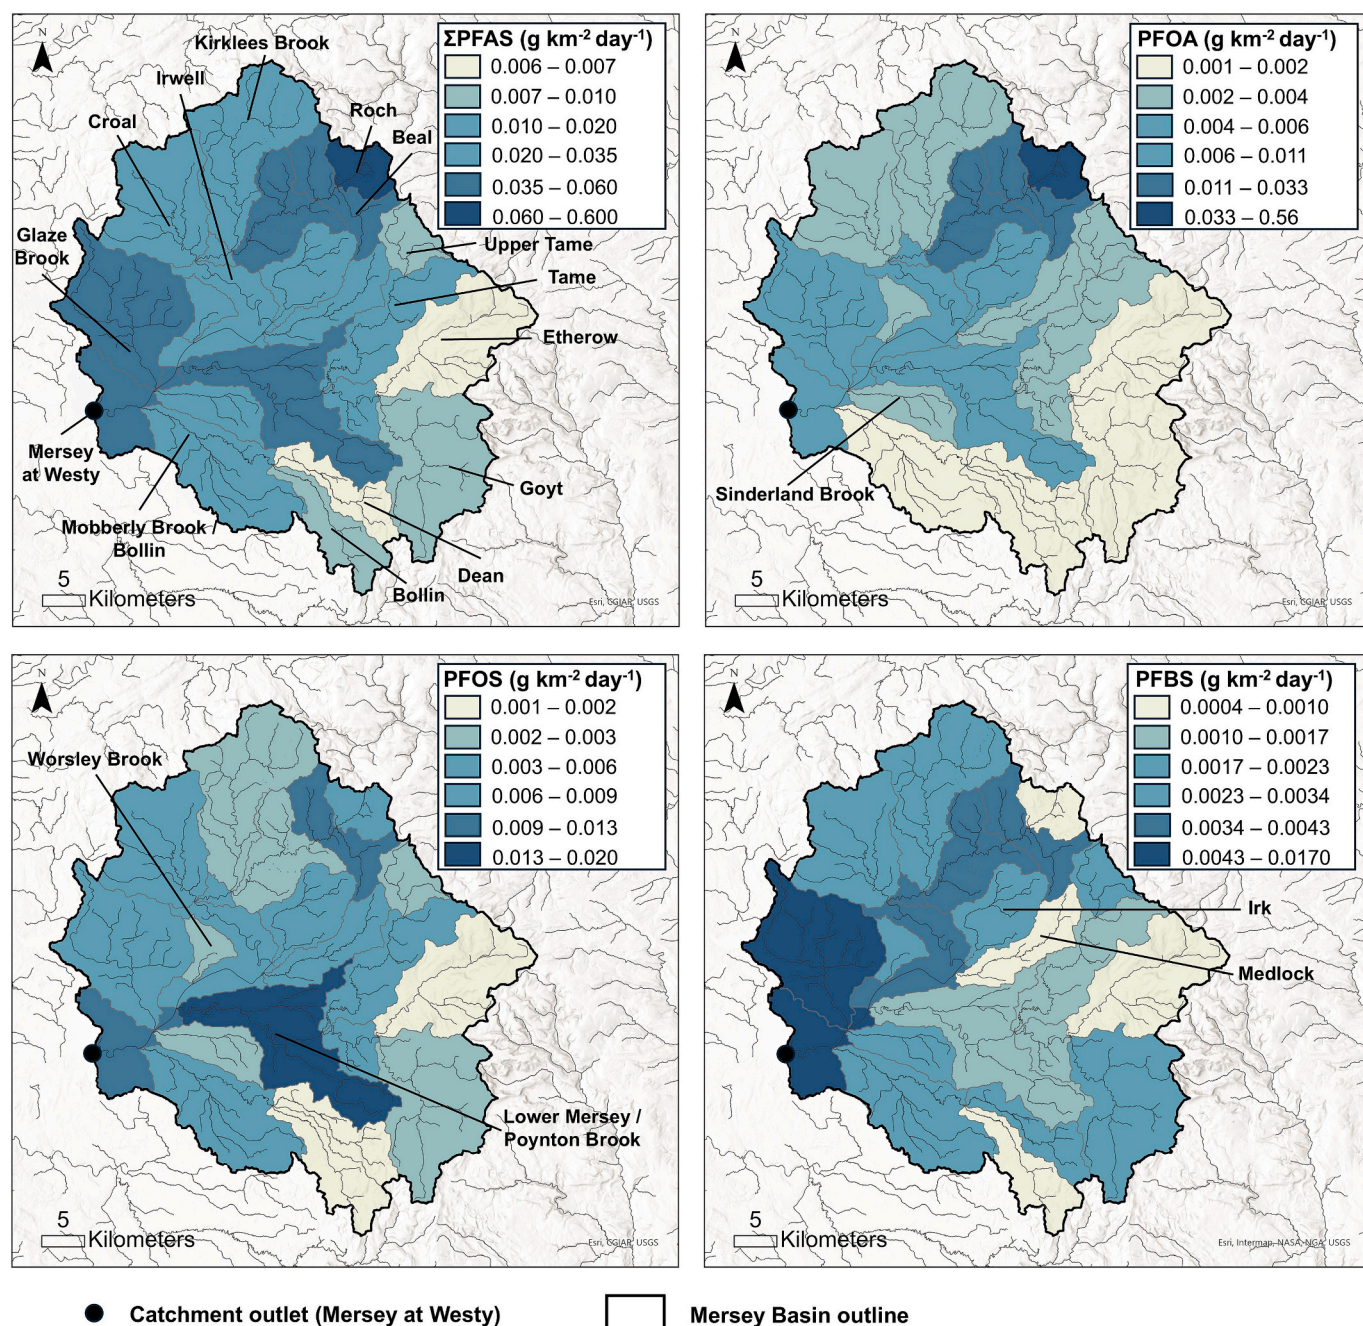 N
ΣPFAS (g km⁻² day⁻¹)
0.006 – 0.007
0.007 – 0.010
0.010 – 0.020
0.020 – 0.035
0.035 – 0.060
0.060 – 0.600
Kirklees Brook
Irwell
Roch
Croal
Beal
Glaze
Brook
Upper Tame
Tame
Etherow
Mersey
at Westy
Goyt
Mobberly Brook /
Bollin
Dean
Bollin
5
Kilometers
Esri, CGIAR, USGS
N
PFOA (g km⁻² day⁻¹)
0.001 – 0.002
0.002 – 0.004
0.004 – 0.006
0.006 – 0.011
0.011 – 0.033
0.033 – 0.56
Sinderland Brook
5
Kilometers
Esri, CGIAR, USGS
N
PFOS (g km⁻² day⁻¹)
0.001 – 0.002
0.002 – 0.003
0.003 – 0.006
0.006 – 0.009
0.009 – 0.013
0.013 – 0.020
Worsley Brook
Lower Mersey /
Poynton Brook
5
Kilometers
Esri, CGIAR, USGS
N
PFBS (g km⁻² day⁻¹)
0.0004 – 0.0010
0.0010 – 0.0017
0.0017 – 0.0023
0.0023 – 0.0034
0.0034 – 0.0043
0.0043 – 0.0170
Irk
Medlock
5
Kilometers
Esri, Intermap, NASA, NGA, USGS
Catchment outlet (Mersey at Westy)
Mersey Basin outline